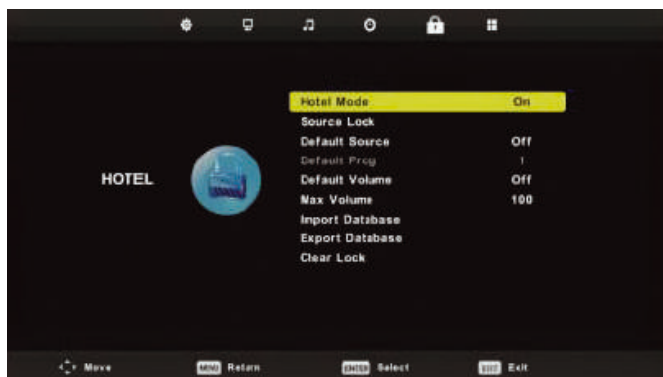 HOTEL
Hotel Mode On
Source Lock
Default Source Off
Default Prog 1
Default Volume Off
Max Volume 100
Import Database
Export Database
Clear Lock
Move MENU Return ENTER Select EXIT Exit